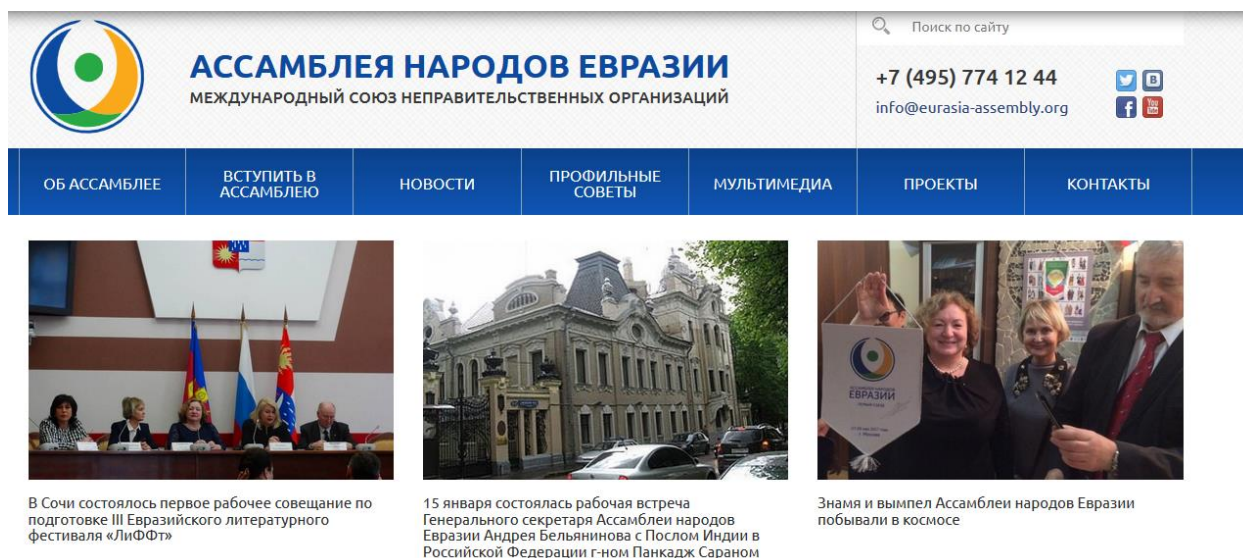 Поиск по сайту
АССАМБЛЕЯ НАРОДОВ ЕВРАЗИИ
МЕЖДУНАРОДНЫЙ СОЮЗ НЕПРАВИТЕЛЬСТВЕННЫХ ОРГАНИЗАЦИЙ
+7 (495) 774 12 44
info@eurasia-assembly.org
ОБ АССАМБЛЕЕ
ВСТУПИТЬ В
АССАМБЛЕЮ
НОВОСТИ
ПРОФИЛЬНЫЕ
СОВЕТЫ
МУЛЬТИМЕДИА
ПРОЕКТЫ
КОНТАКТЫ
АССАМБЛЕЯ НАРОДОВ
ЕВРАЗИИ
В Сочи состоялось первое рабочее совещание по
подготовке III Евразийского литературного
фестиваля «ЛиФФт»
15 января состоялась рабочая встреча
Генерального секретаря Ассамблеи народов
Евразии Андрея Бельянинова с Послом Индии в
Российской Федерации г-ном Панкадж Сараном
Знамя и вымпел Ассамблеи народов Евразии
побывали в космосе